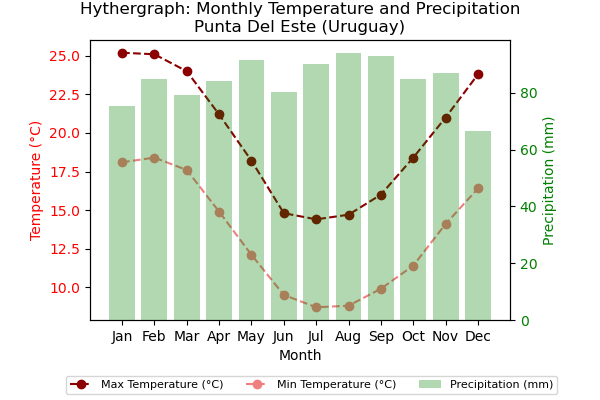 Hythergraph: Monthly Temperature and Precipitation
Punta Del Este (Uruguay)
Temperature (°C)
25.0
22.5
20.0
17.5
15.0
12.5
10.0
80
60
40
20
0
Precipitation (mm)
Jan Feb Mar Apr May Jun Jul Aug Sep Oct Nov Dec
Month
Max Temperature (°C) Min Temperature (°C) Precipitation (mm)